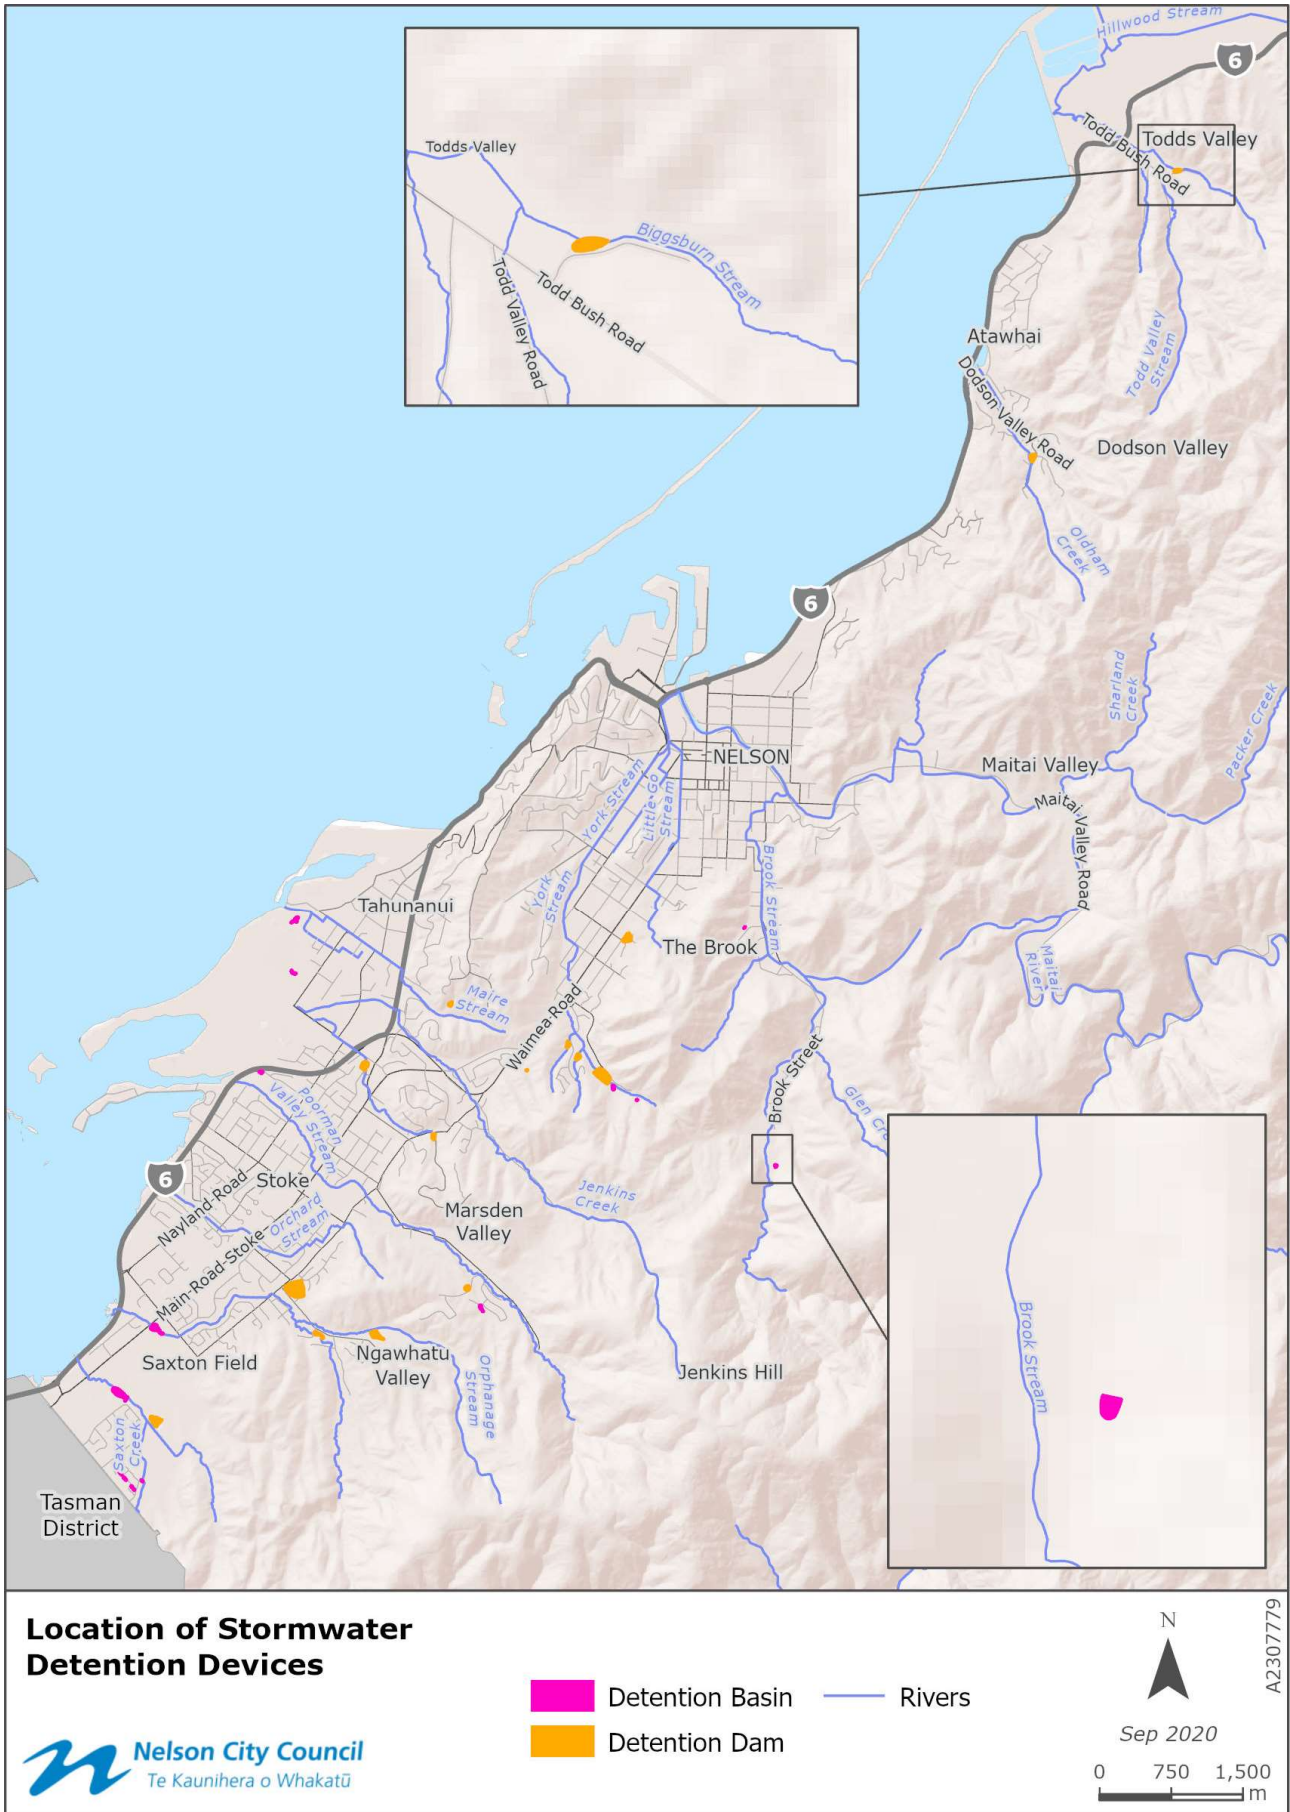 Hillwood Stream
6
Todds Valley
Todd Bush Road
Todds Valley
Biggsburn Stream
Todd Bush Road
Todd Valley Road
Atawhai
Todd Valley
Stream
Dodson Valley Road
Dodson Valley
Oldham
Creek
6
Sharland
Creek
Packer Creek
NELSON
Maitai Valley
Maitai Valley Road
York Stream
Little Go
Stream
York
Stream
Brook Stream
Tahunanui
The Brook
Maitai
River
Maire
Stream
Waimea Road
Brook Street
Glen Cre
Poorman
Valley Stream
6
Stoke
Nayland Road
Orchard
Stream
Main Road Stoke
Marsden
Valley
Jenkins
Creek
Saxton Field
Ngawhatu
Valley
Orphanage
Stream
Jenkins Hill
Brook Stream
Saxton
Creek
Tasman
District
Location of Stormwater
Detention Devices
Nelson City Council
Te Kaunihera o Whakatū
Detention Basin
Detention Dam
Rivers
N
Sep 2020
0 750 1,500
m
A2307779